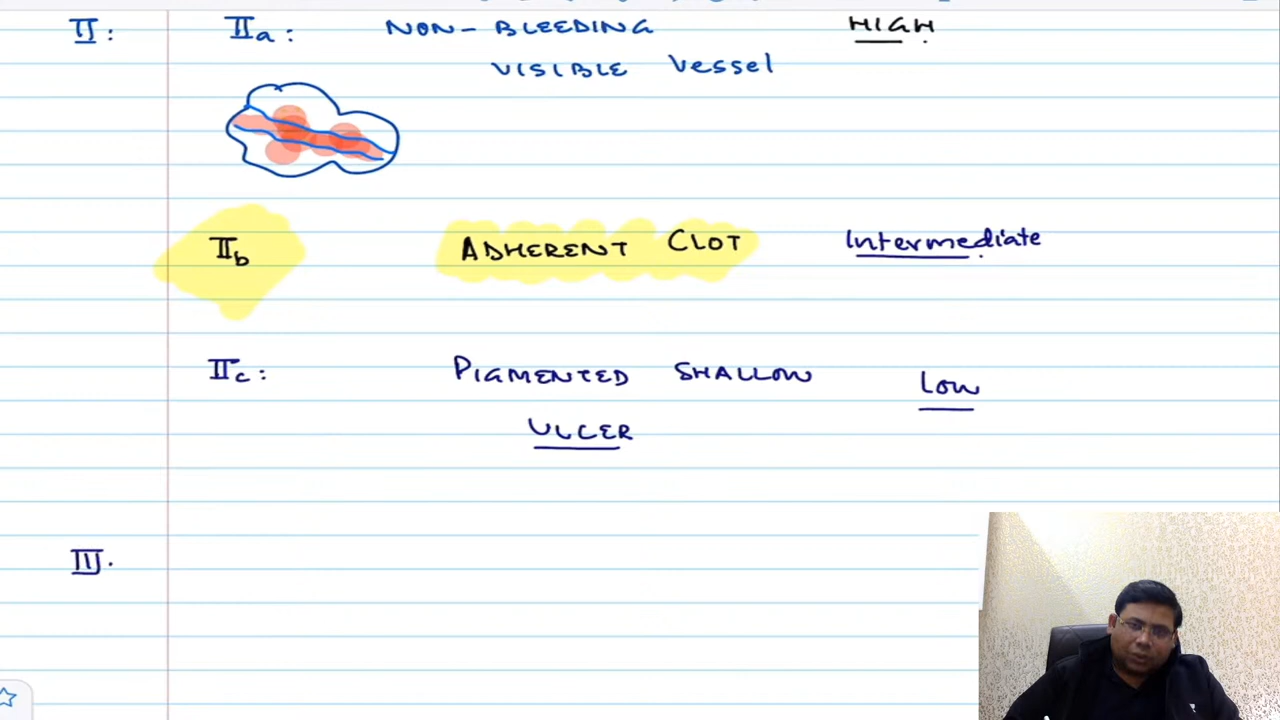 II: IIa: NON-BLEEDING HIGH
VISIBLE Vessel
IIb ADHERENT CLOT Intermediate
IIc: PIGMENTED SHALLOW Low
ULCER
III.